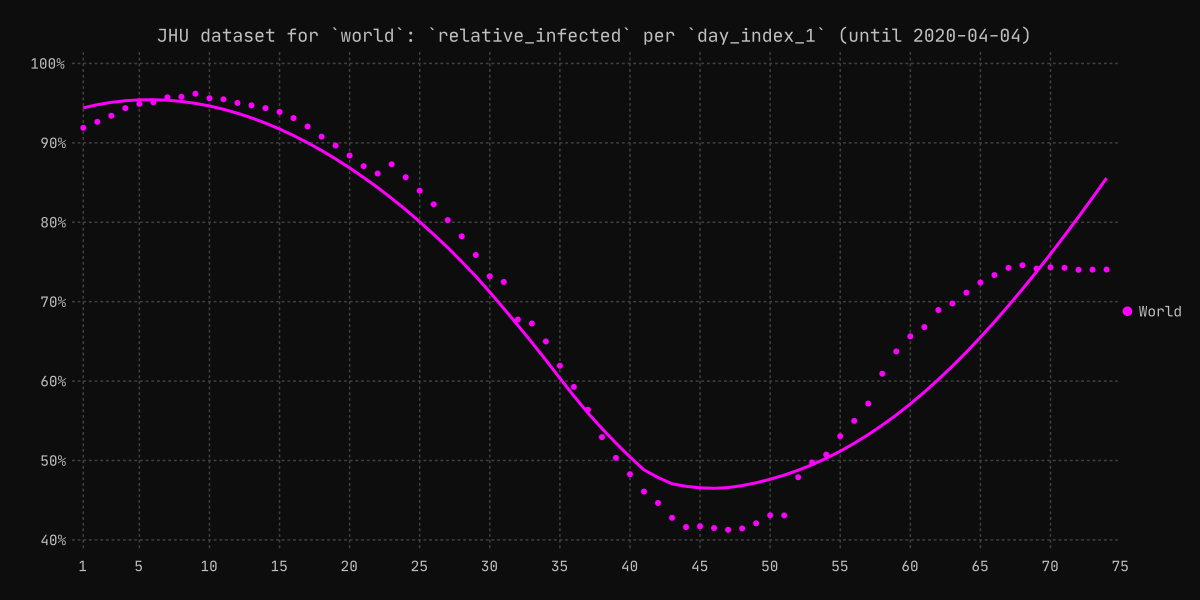 JHU dataset for `world`: `relative_infected` per `day_index_1` (until 2020-04-04)
100%
90%
80%
70%
60%
50%
40%
World
1 5 10 15 20 25 30 35 40 45 50 55 60 65 70 75